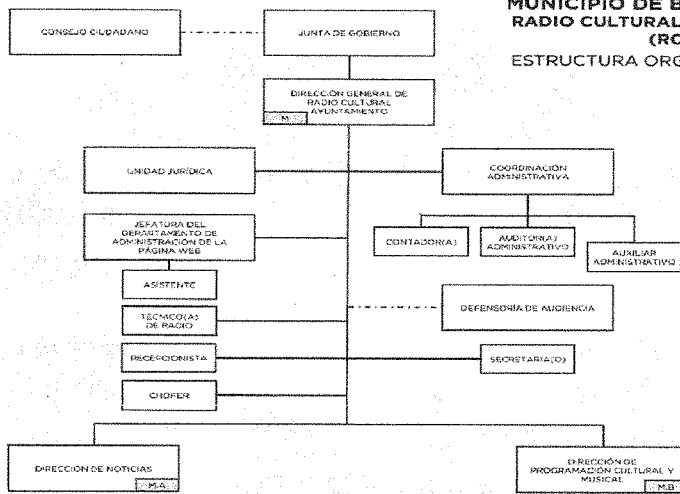 MUNICIPIO DE B
RADIO CULTURAL
(RO
ESTRUCTURA ORG
CONSEJO CIUDADANO
JUNTA DE GOBIERNO
DIRECCIÓN GENERAL DE
RADIO CULTURAL
AYUNTAMIENTO
M
UNIDAD JURÍDICA
COORDINACIÓN
ADMINISTRATIVA
JEFATURA DEL
DEPARTAMENTO DE
ADMINISTRACIÓN DE LA
PÁGINA WEB
CONTADOR(A)
AUDITOR(A)
ADMINISTRATIVO
AUXILIAR
ADMINISTRATIVO
ASISTENTE
TÉCNICO(A)
DE RADIO
DEFENSORÍA DE AUDIENCIA
RECEPCIONISTA
SECRETARIA(O)
CHOFER
DIRECCIÓN DE NOTICIAS
M.A.
DIRECCIÓN DE
PROGRAMACIÓN CULTURAL Y
MUSICAL
M.B